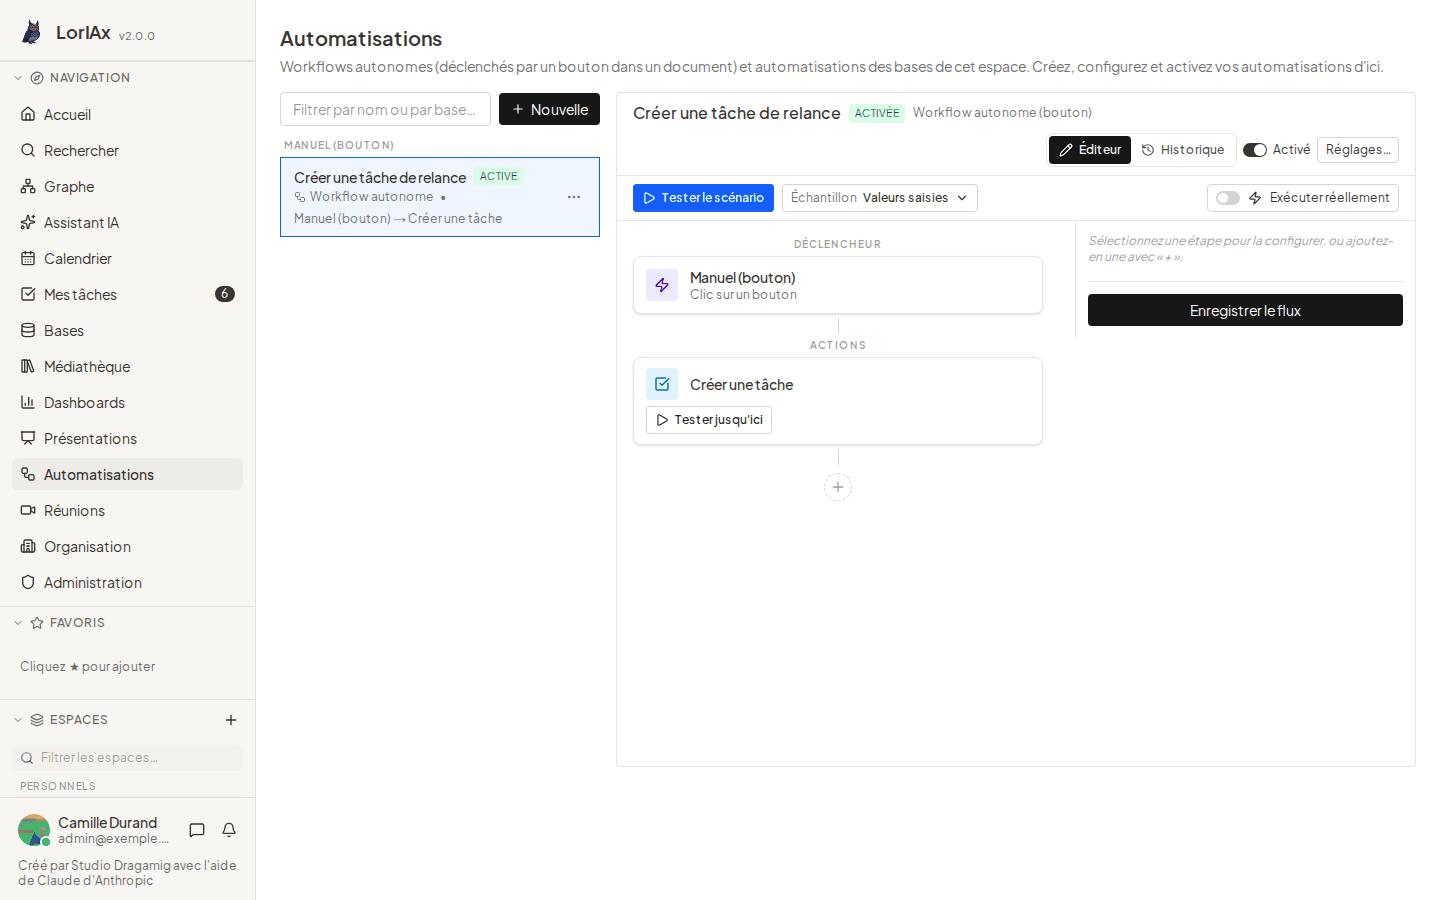 LorIAx v2.0.0
NAVIGATION
Accueil
Rechercher
Graphe
Assistant IA
Calendrier
Mes tâches 6
Bases
Médiathèque
Dashboards
Présentations
Automatisations
Réunions
Organisation
Administration
FAVORIS
Cliquez ★ pour ajouter
ESPACES
Filtrer les espaces…
PERSONNELS
Camille Durand
admin@exemple.…
Créé par Studio Dragamig avec l'aide
de Claude d'Anthropic
Automatisations
Workflows autonomes (déclenchés par un bouton dans un document) et automatisations des bases de cet espace. Créez, configurez et activez vos automatisations d'ici.
Filtrer par nom ou par base…
Nouvelle
MANUEL (BOUTON)
Créer une tâche de relance ACTIVE
Workflow autonome •
Manuel (bouton) → Créer une tâche
Créer une tâche de relance ACTIVÉE Workflow autonome (bouton)
Éditeur Historique Activé Réglages…
Tester le scénario Échantillon Valeurs saisies Exécuter réellement
DÉCLENCHEUR
Manuel (bouton)
Clic sur un bouton
ACTIONS
Créer une tâche
Tester jusqu'ici
Sélectionnez une étape pour la configurer, ou ajoutez-
en une avec « + ».
Enregistrer le flux